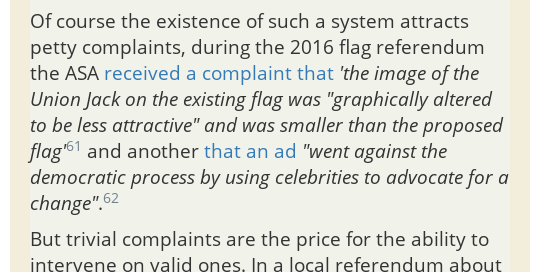 Of course the existence of such a system attracts
petty complaints, during the 2016 flag referendum
the ASA received a complaint that 'the image of the
Union Jack on the existing flag was "graphically altered
to be less attractive" and was smaller than the proposed
flag'61 and another that an ad "went against the
democratic process by using celebrities to advocate for a
change".62
But trivial complaints are the price for the ability to
intervene on valid ones. In a local referendum about